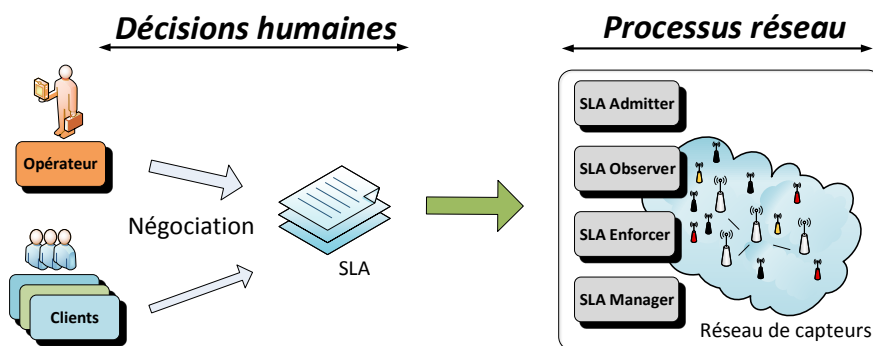 Décisions humaines
Processus réseau
Opérateur
Négociation
Clients
SLA
SLA Admitter
SLA Observer
SLA Enforcer
SLA Manager
Réseau de capteurs